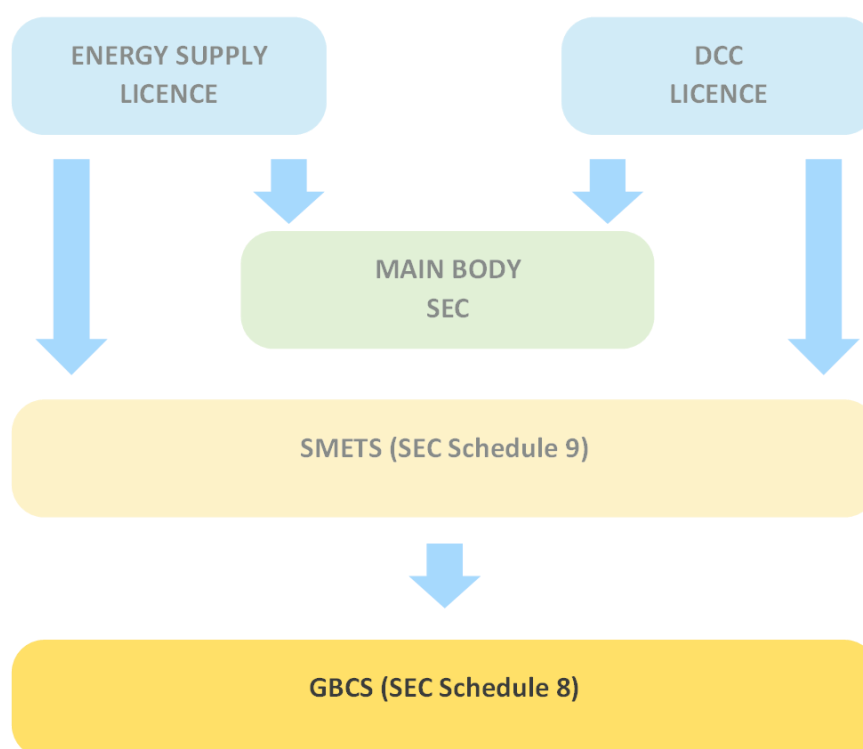 ENERGY SUPPLY
LICENCE
DCC
LICENCE
MAIN BODY
SEC
SMETS (SEC Schedule 9)
GBCS (SEC Schedule 8)